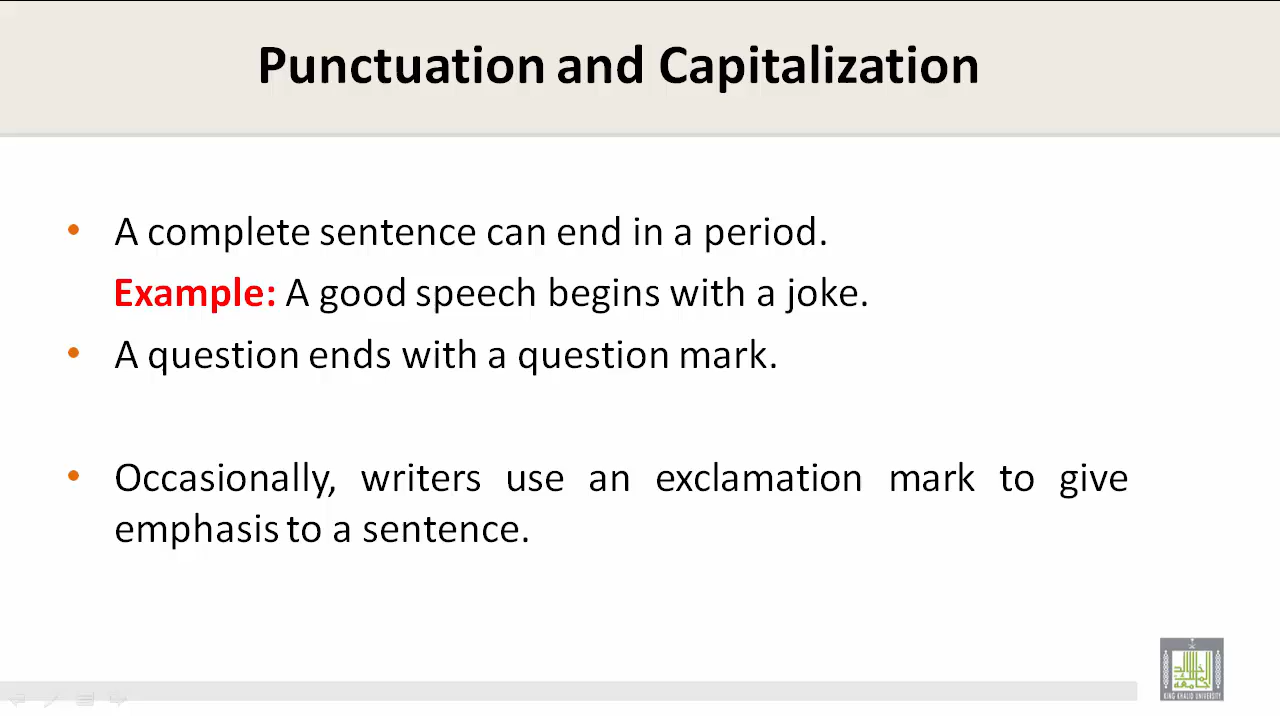 Punctuation and Capitalization
• A complete sentence can end in a period.
Example: A good speech begins with a joke.
• A question ends with a question mark.
• Occasionally, writers use an exclamation mark to give
emphasis to a sentence.
KING KHALID UNIVERSITY